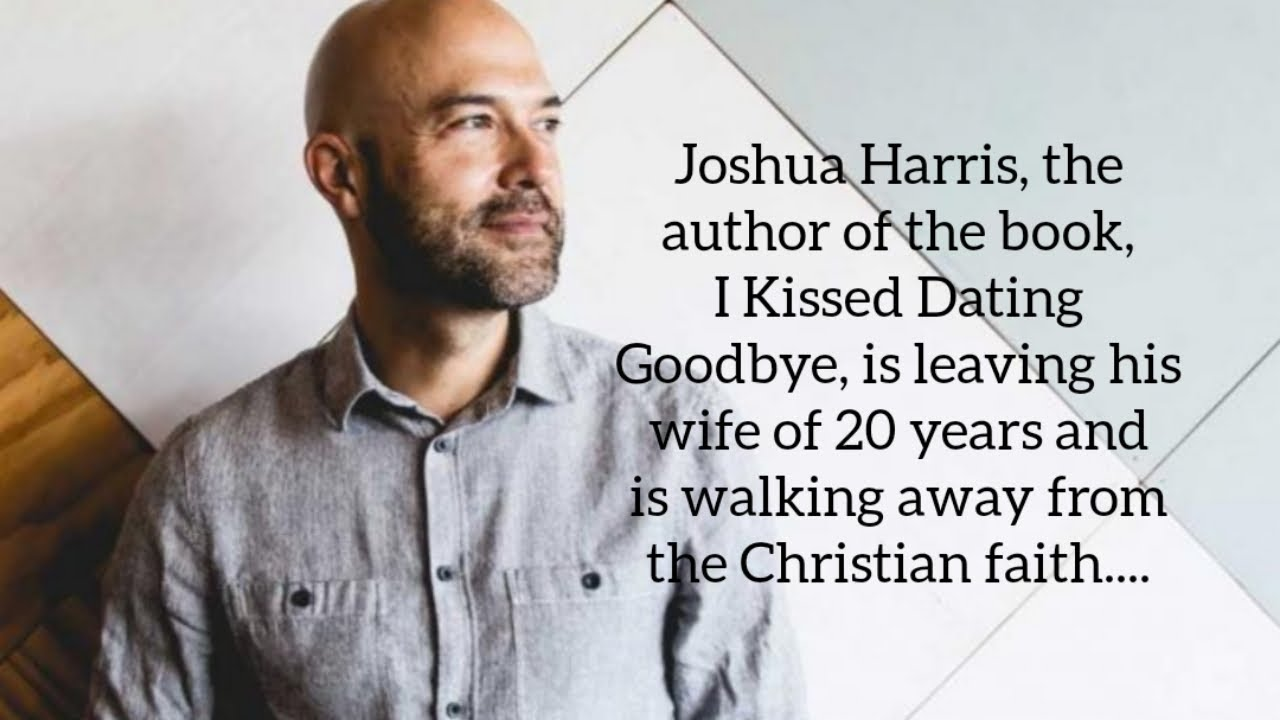 Joshua Harris, the
author of the book,
I Kissed Dating
Goodbye, is leaving his
wife of 20 years and
is walking away from
the Christian faith....